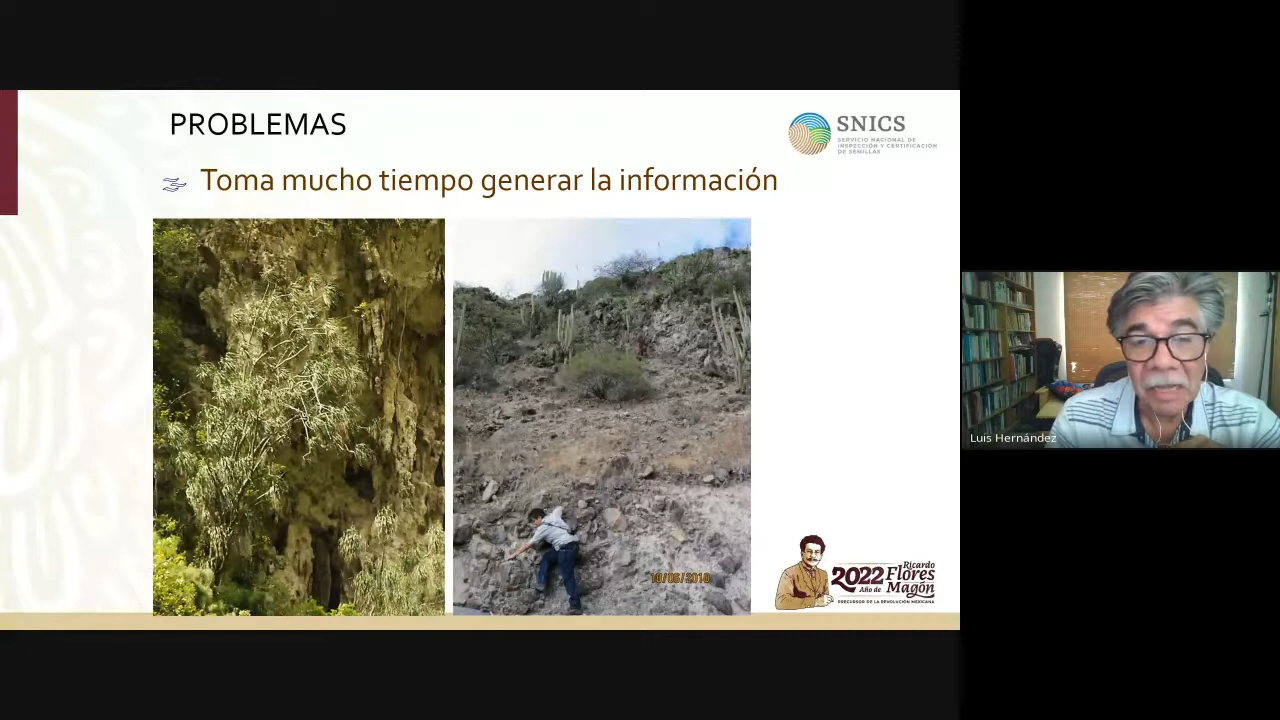 PROBLEMAS
SNICS
SERVICIO NACIONAL DE
INSPECCIÓN Y CERTIFICACIÓN
DE SEMILLAS
Toma mucho tiempo generar la información
10/06/2010
2022 Ricardo
Flores
Año de Magón
PRECURSOR DE LA REVOLUCIÓN MEXICANA
Luis Hernández